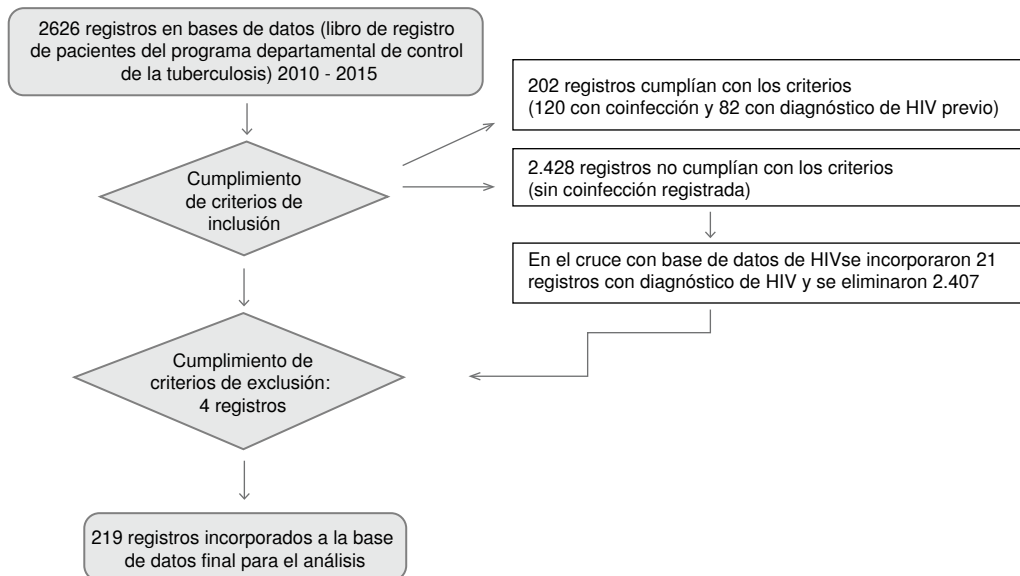 2626 registros en bases de datos (libro de registro
de pacientes del programa departamental de control
de la tuberculosis) 2010 - 2015
202 registros cumplían con los criterios
(120 con coinfección y 82 con diagnóstico de HIV previo)
Cumplimiento
de criterios de
inclusión
2.428 registros no cumplían con los criterios
(sin coinfección registrada)
En el cruce con base de datos de HIVse incorporaron 21
registros con diagnóstico de HIV y se eliminaron 2.407
Cumplimiento de
criterios de exclusión:
4 registros
219 registros incorporados a la base
de datos final para el análisis